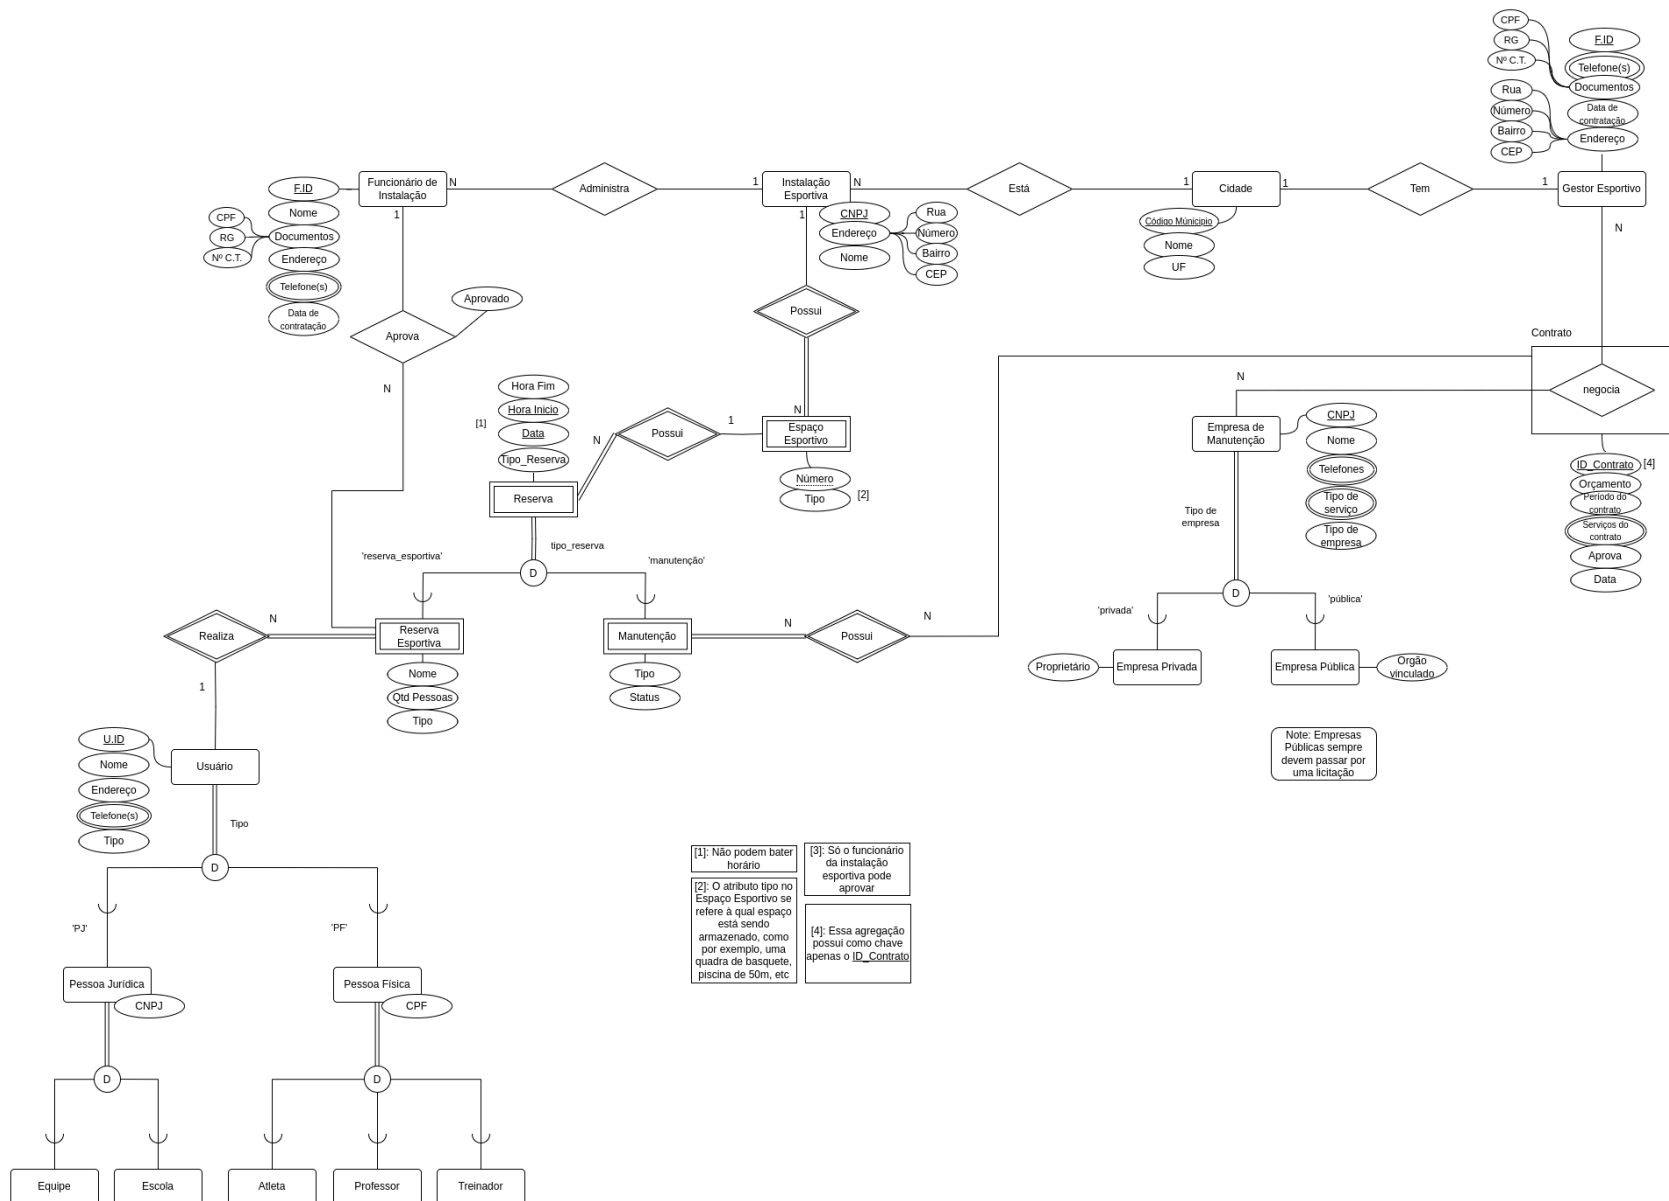 CPF
RG
Nº C.T.
F.ID
Telefone(s)
Documentos
Data de
contratação
Endereço
Rua
Número
Bairro
CEP
Funcionário de
Instalação
N
Administra
1
Instalação
Esportiva
N
Está
1
Cidade
1
Tem
1
Gestor Esportivo
N
F.ID
Nome
Documentos
Endereço
Telefone(s)
Data de
contratação
CPF
RG
Nº C.T.
1
Aprova
Aprovado
N
1
CNPJ
Endereço
Nome
Rua
Número
Bairro
CEP
Código Múnicipio
Nome
UF
Possui
N
Contrato
negocia
N
Hora Fim
Hora Inicio
Data
Tipo_Reserva
[1]
N
Possui
1
Espaço
Esportivo
Número
Tipo
[2]
Reserva
Empresa de
Manutenção
CNPJ
Nome
Telefones
Tipo de
serviço
Tipo de
empresa
ID_Contrato
[4]
Orçamento
Período do
contrato
Serviços do
contrato
Aprova
Data
Tipo de
empresa
'reserva_esportiva'
tipo_reserva
'manutenção'
D
D
'privada'
'pública'
Realiza
N
Reserva
Esportiva
Manutenção
N
Possui
N
Nome
Qtd Pessoas
Tipo
Tipo
Status
Proprietário
Empresa Privada
Empresa Pública
Orgão
vinculado
1
U.ID
Nome
Endereço
Telefone(s)
Tipo
Usuário
Note: Empresas
Públicas sempre
devem passar por
uma licitação
Tipo
D
[1]: Não podem bater
horário
[2]: O atributo tipo no
Espaço Esportivo se
refere à qual espaço
está sendo
armazenado, como
por exemplo, uma
quadra de basquete,
piscina de 50m, etc
[3]: Só o funcionário
da instalação
esportiva pode
aprovar
[4]: Essa agregação
possui como chave
apenas o ID_Contrato
'PJ'
'PF'
Pessoa Jurídica
CNPJ
Pessoa Física
CPF
D
D
Equipe
Escola
Atleta
Professor
Treinador